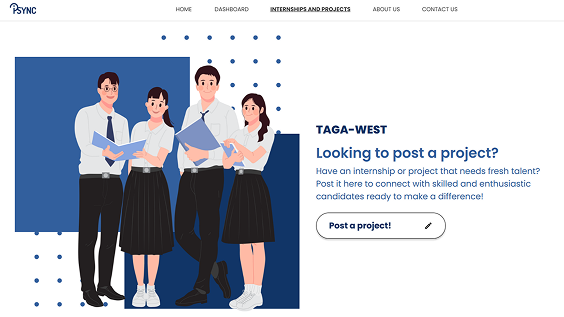 PSYNC
HOME DASHBOARD INTERNSHIPS AND PROJECTS ABOUT US CONTACT US
TAGA-WEST
Looking to post a project?
Have an internship or project that needs fresh talent?
Post it here to connect with skilled and enthusiastic
candidates ready to make a difference!
Post a project!